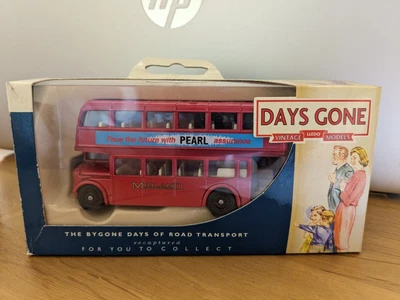 hp
DAYS GONE
VINTAGE LLEDO MODELS
Face the future with PEARL assurance
THE BYGONE DAYS OF ROAD TRANSPORT
recaptured
FOR YOU TO COLLECT